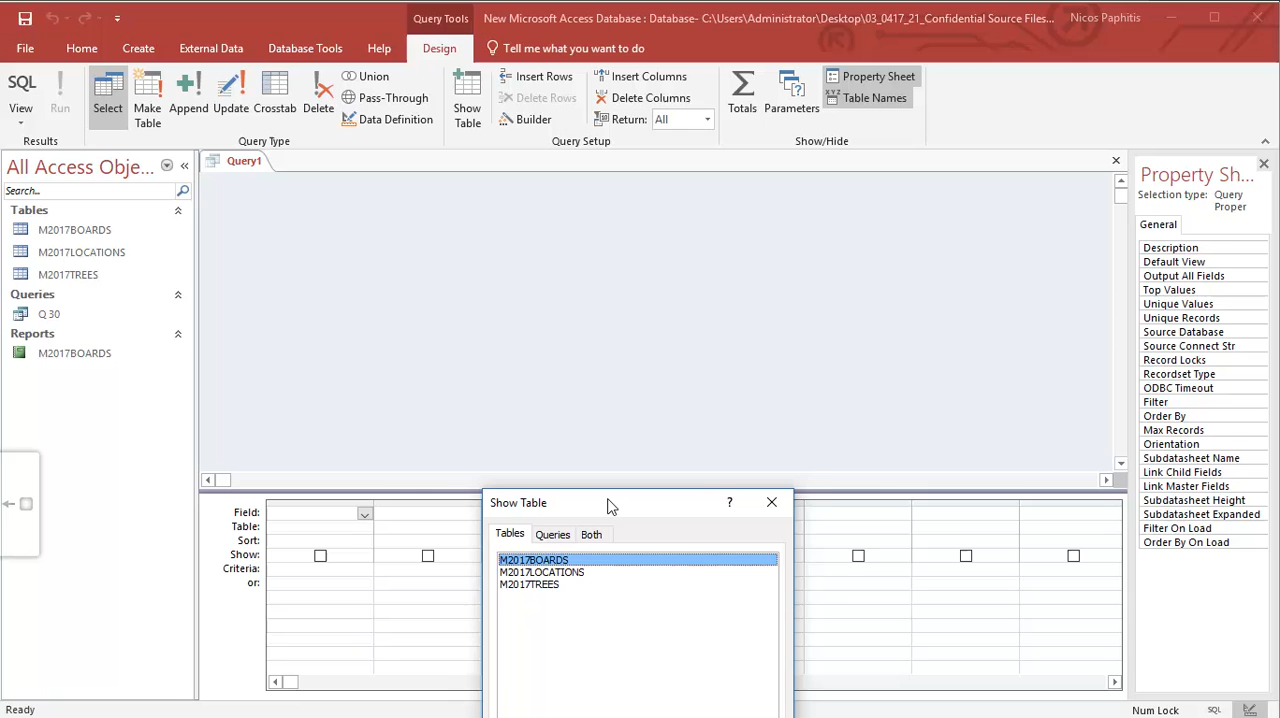 Query Tools
New Microsoft Access Database : Database- C:\Users\Administrator\Desktop\03_0417_21_Confidential Source Files...
Nicos Paphitis
File
Home
Create
External Data
Database Tools
Help
Design
Tell me what you want to do
SQL
View
Run
Select
Make
Table
Append
Update
Crosstab
Delete
Union
Pass-Through
Data Definition
Show
Table
Insert Rows
Delete Rows
Builder
Insert Columns
Delete Columns
Return:
All
Totals
Parameters
Property Sheet
XYZ
Table Names
Results
Query Type
Query Setup
Show/Hide
All Access Obje...
Search..
Tables
M2017BOARDS
M2017LOCATIONS
M2017TREES
Queries
Q 30
Reports
M2017BOARDS
Query1
Field:
Table:
Sort:
Show:
Criteria:
or:
Show Table
?
Tables
Queries
Both
M2017BOARDS
M2017LOCATIONS
M2017TREES
Property Sh...
Selection type:
Query
Proper
General
Description
Default View
Output All Fields
Top Values
Unique Values
Unique Records
Source Database
Source Connect Str
Record Locks
Recordset Type
ODBC Timeout
Filter
Order By
Max Records
Orientation
Subdatasheet Name
Link Child Fields
Link Master Fields
Subdatasheet Height
Subdatasheet Expanded
Filter On Load
Order By On Load
Ready
Num Lock
SQL